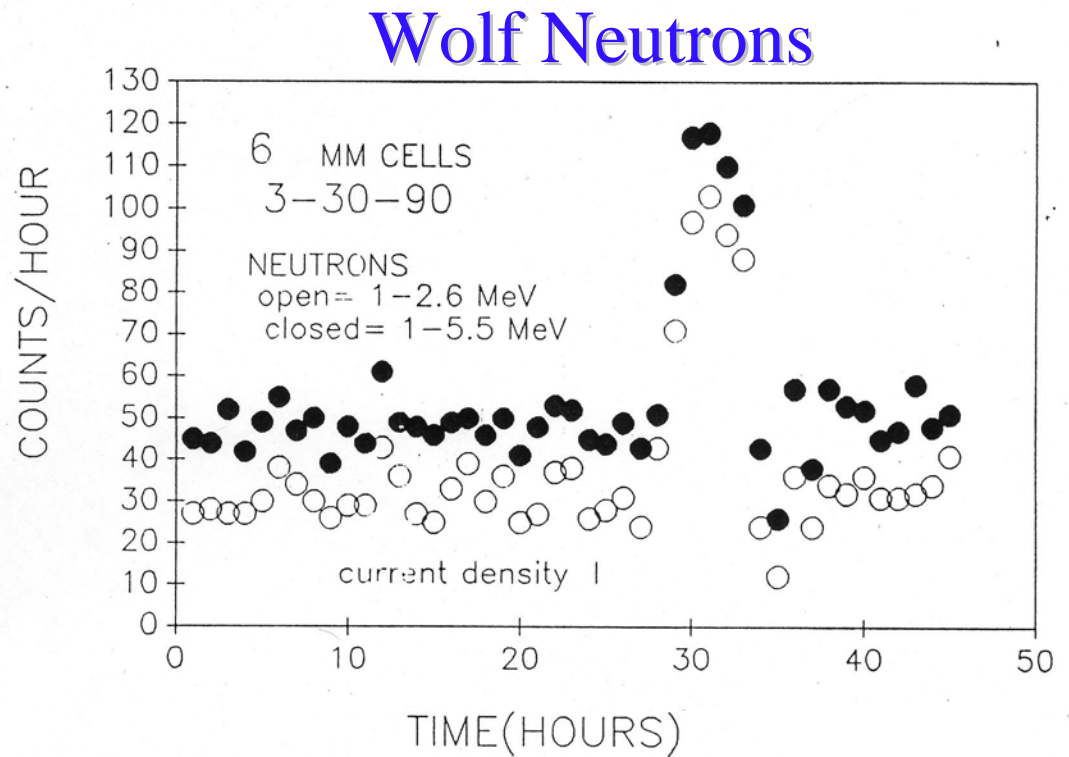 Wolf Neutrons
COUNTS/HOUR
130
120
110
100
90
80
70
60
50
40
30
20
10
0
6 MM CELLS
3-30-90
NEUTRONS
open= 1-2.6 MeV
closed= 1-5.5 MeV
current density I
0 10 20 30 40 50
TIME(HOURS)